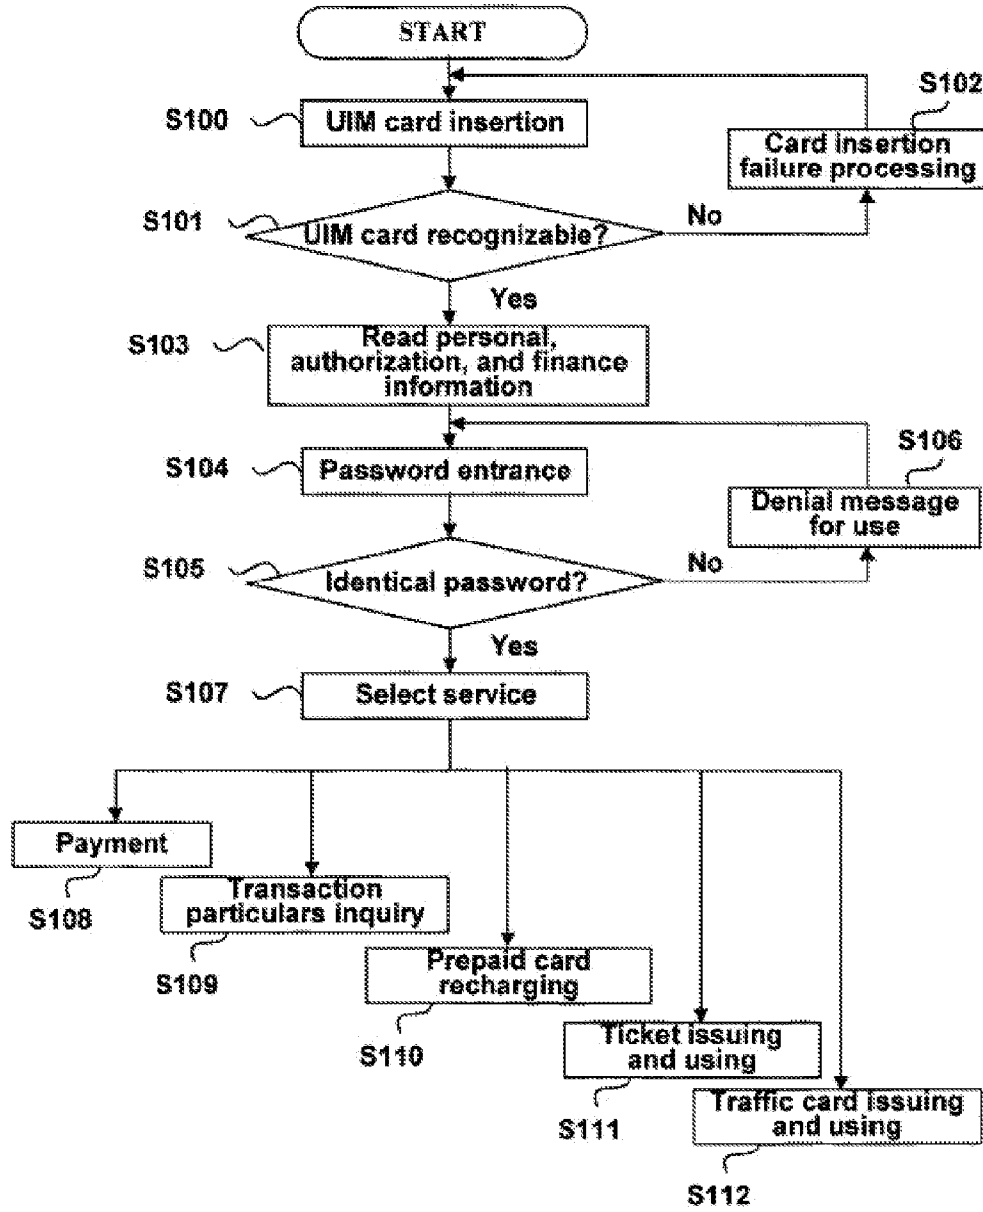 START
S100
UIM card insertion
S102
Card insertion
failure processing
S101
UIM card recognizable?
No
Yes
S103
Read personal,
authorization, and finance
information
S104
Password entrance
S106
Denial message
for use
S105
Identical password?
No
Yes
S107
Select service
Payment
S108
Transaction
particulars inquiry
S109
Prepaid card
recharging
S110
Ticket issuing
and using
S111
Traffic card issuing
and using
S112